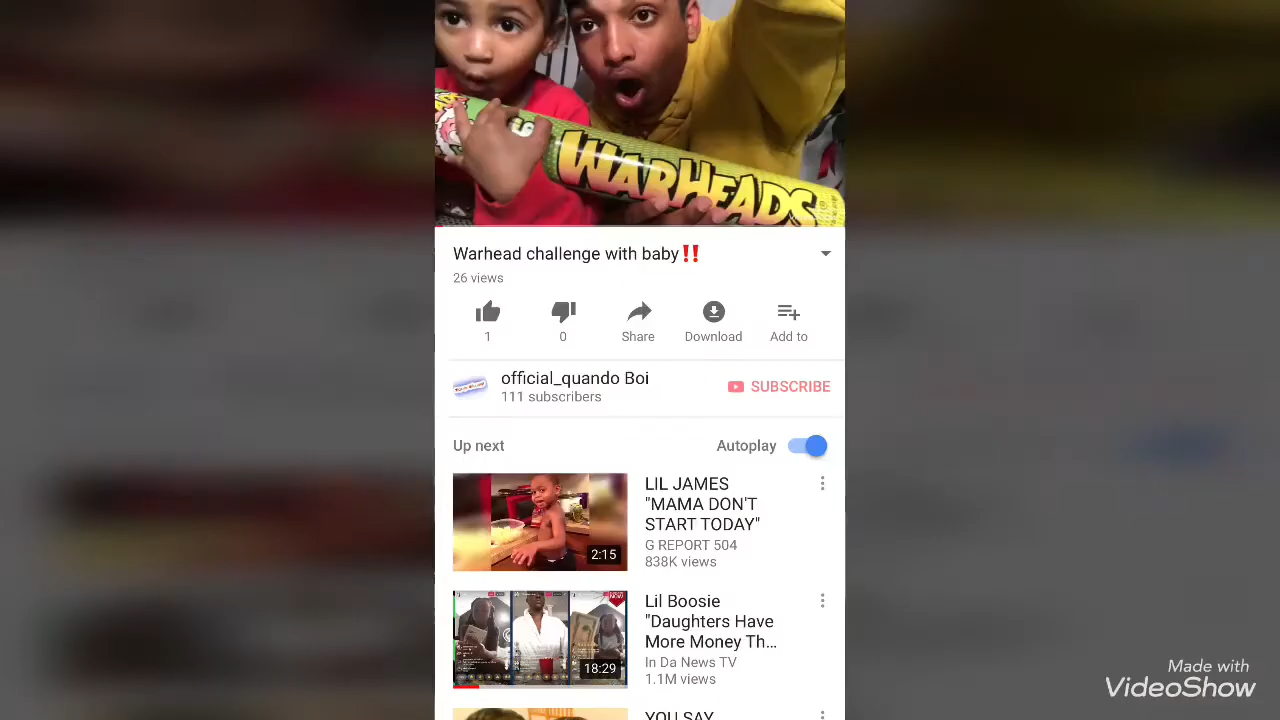 WARHEADS
Warhead challenge with baby‼️
26 views
1
0
Share
Download
Add to
official_quando Boi
111 subscribers
SUBSCRIBE
Up next
Autoplay
LIL JAMES
"MAMA DON'T
START TODAY"
G REPORT 504
838K views
2:15
Lil Boosie
"Daughters Have
More Money Th...
In Da News TV
1.1M views
18:29
YOU SAY
Made with
VideoShow